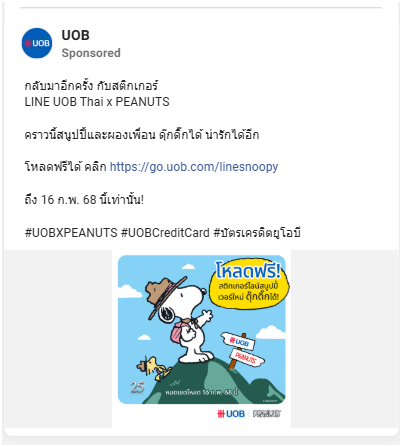 UOB
UOB
Sponsored
กลับมาอีกครั้ง กับสติกเกอร์
LINE UOB Thai x PEANUTS
คราวนี้สนูปปี้และผองเพื่อน ดุ๊กดิ๊กได้ น่ารักได้อีก
โหลดฟรีได้ คลิก https://go.uob.com/linesnoopy
ถึง 16 ก.พ. 68 นี้เท่านั้น!
#UOBXPEANUTS #UOBCreditCard #บัตรเครดิตยูโอบี
โหลดฟรี!
สติกเกอร์ไลน์สนูปปี้
เวอร์ใหม่ ดุ๊กดิ๊กได้!
UOB
PEANUTS
25
หมดเขตโหลด 16 ก.พ. 68 นี้
UOB PEANUTS